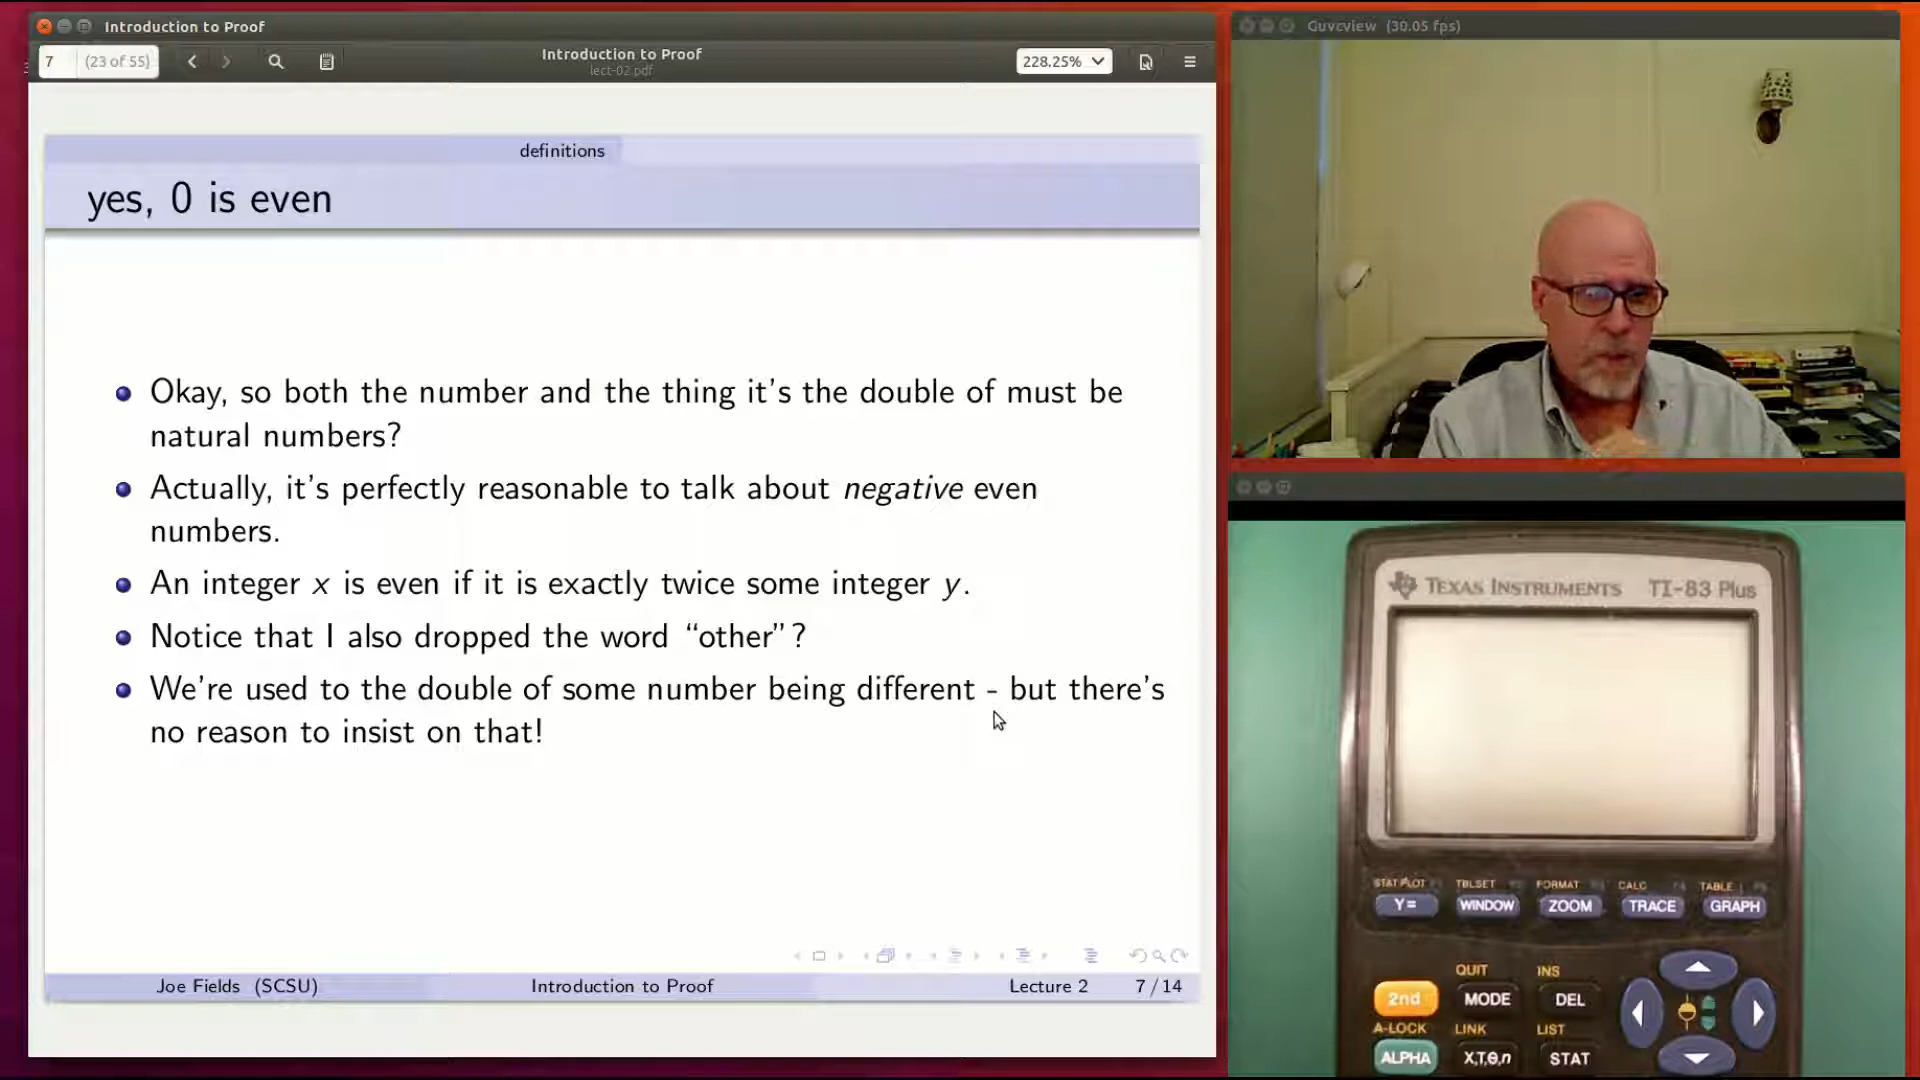 Introduction to Proof
7 (23 of 55)
Introduction to Proof
lect-02.pdf
228.25%
definitions
yes, 0 is even
Okay, so both the number and the thing it's the double of must be
natural numbers?
Actually, it's perfectly reasonable to talk about negative even
numbers.
An integer x is even if it is exactly twice some integer y.
Notice that I also dropped the word “other”?
We're used to the double of some number being different - but there's
no reason to insist on that!
Joe Fields (SCSU) Introduction to Proof Lecture 2 7 / 14
Guvcview (30.05 fps)
TEXAS INSTRUMENTS TI-83 Plus
STAT PLOT TBLSET FORMAT CALC TABLE
Y= WINDOW ZOOM TRACE GRAPH
QUIT INS
2nd MODE DEL
A-LOCK LINK LIST
ALPHA X,T,Θ,n STAT